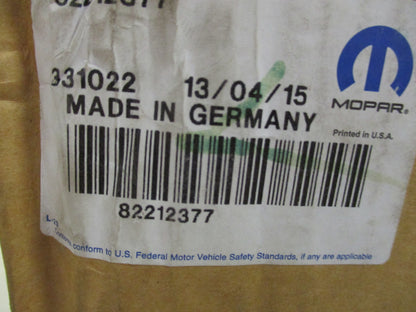 82212377
331022 13/04/15
MADE IN GERMANY
MOPAR
Printed in U.S.A.
82212377
conform to U.S. Federal Motor Vehicle Safety Standards, if any are applicable